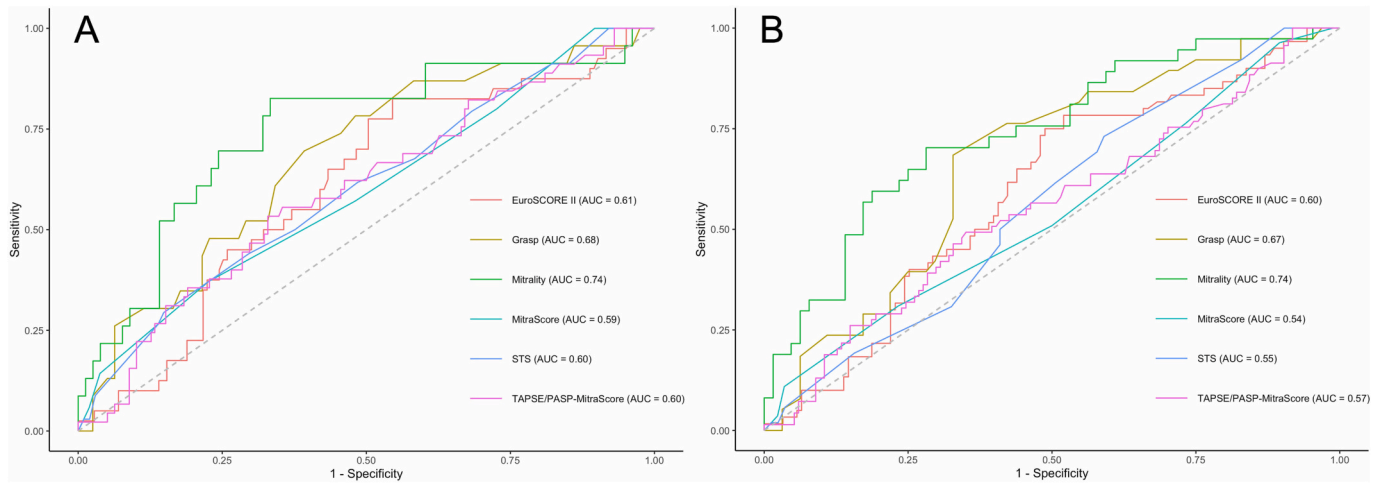 A
1.00
0.75
0.50
0.25
0.00
Sensitivity
EuroSCORE II (AUC = 0.61)
Grasp (AUC = 0.68)
Mitrality (AUC = 0.74)
MitraScore (AUC = 0.59)
STS (AUC = 0.60)
TAPSE/PASP-MitraScore (AUC = 0.60)
0.00 0.25 0.50 0.75 1.00
1 - Specificity
B
1.00
0.75
0.50
0.25
0.00
Sensitivity
EuroSCORE II (AUC = 0.60)
Grasp (AUC = 0.67)
Mitrality (AUC = 0.74)
MitraScore (AUC = 0.54)
STS (AUC = 0.55)
TAPSE/PASP-MitraScore (AUC = 0.57)
0.00 0.25 0.50 0.75 1.00
1 - Specificity